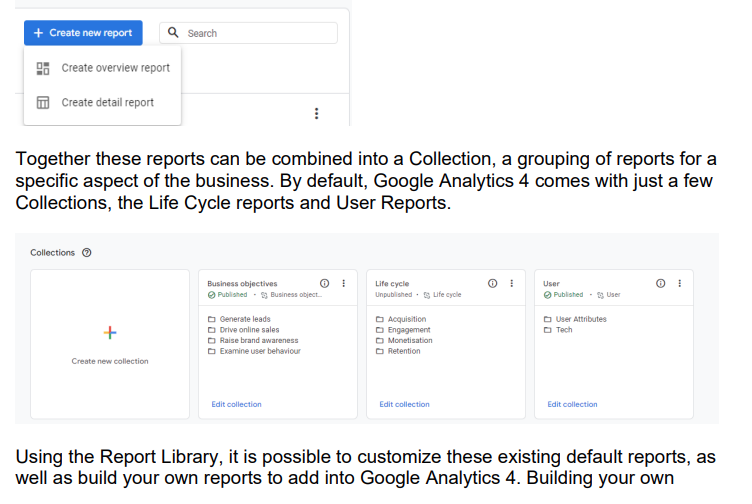 + Create new report
Search
Create overview report
Create detail report
Together these reports can be combined into a Collection, a grouping of reports for a
specific aspect of the business. By default, Google Analytics 4 comes with just a few
Collections, the Life Cycle reports and User Reports.
Collections
Create new collection
Business objectives
Published • Business object...
Generate leads
Drive online sales
Raise brand awareness
Examine user behaviour
Edit collection
Life cycle
Unpublished • Life cycle
Acquisition
Engagement
Monetisation
Retention
Edit collection
User
Published • User
User Attributes
Tech
Edit collection
Using the Report Library, it is possible to customize these existing default reports, as
well as build your own reports to add into Google Analytics 4. Building your own